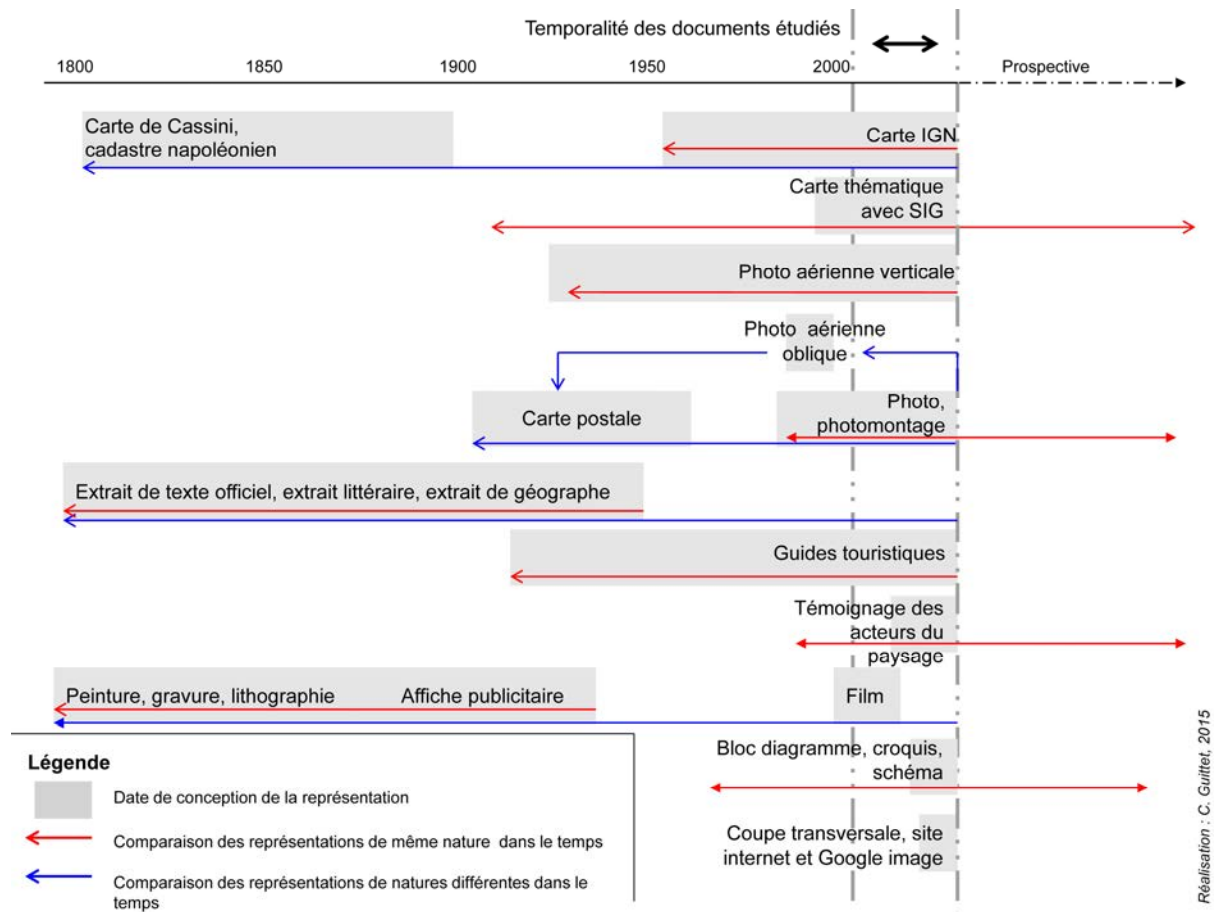 Temporalité des documents étudiés
1800 1850 1900 1950 2000 Prospective
Carte de Cassini,
cadastre napoléonien
Carte IGN
Carte thématique
avec SIG
Photo aérienne verticale
Photo aérienne
oblique
Carte postale
Photo,
photomontage
Extrait de texte officiel, extrait littéraire, extrait de géographe
Guides touristiques
Témoignage des
acteurs du
paysage
Peinture, gravure, lithographie
Affiche publicitaire
Film
Bloc diagramme, croquis,
schéma
Coupe transversale, site
internet et Google image
Légende
Date de conception de la représentation
Comparaison des représentations de même nature dans le temps
Comparaison des représentations de natures différentes dans le
temps
Réalisation : C. Guittet, 2015